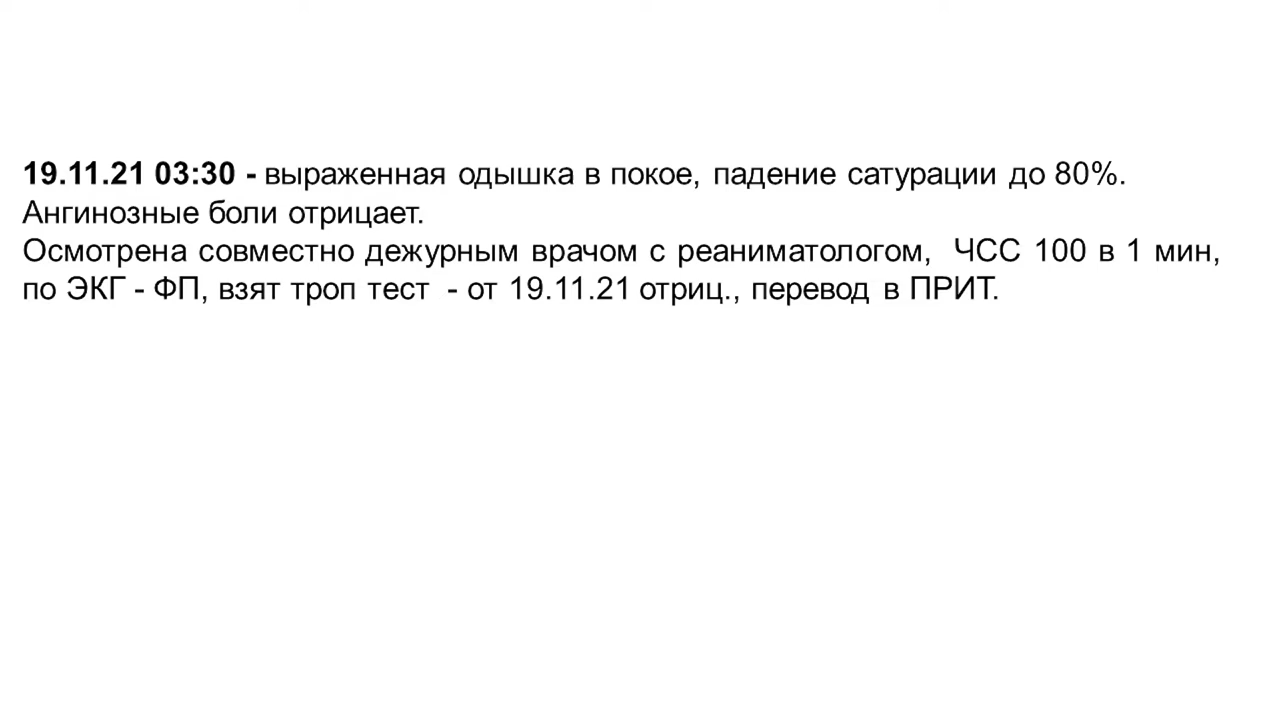 19.11.21 03:30 - выраженная одышка в покое, падение сатурации до 80%.
Ангинозные боли отрицает.
Осмотрена совместно дежурным врачом с реаниматологом, ЧСС 100 в 1 мин,
по ЭКГ - ФП, взят троп тест - от 19.11.21 отриц., перевод в ПРИТ.